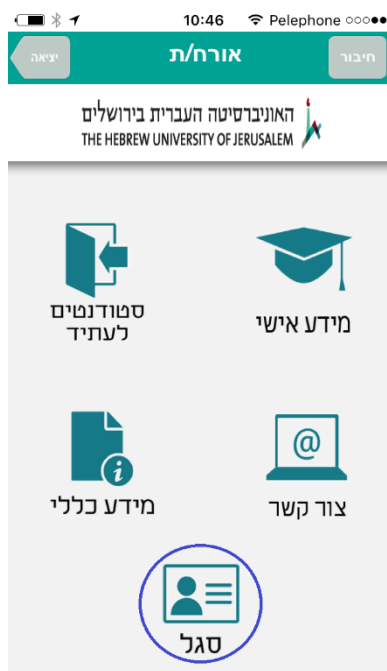 10:46 Pelephone
חיבור
אורח/ת
יציאה
האוניברסיטה העברית בירושלים
THE HEBREW UNIVERSITY OF JERUSALEM
מידע אישי
סטודנטים
לעתיד
@
צור קשר
i
מידע כללי
סגל